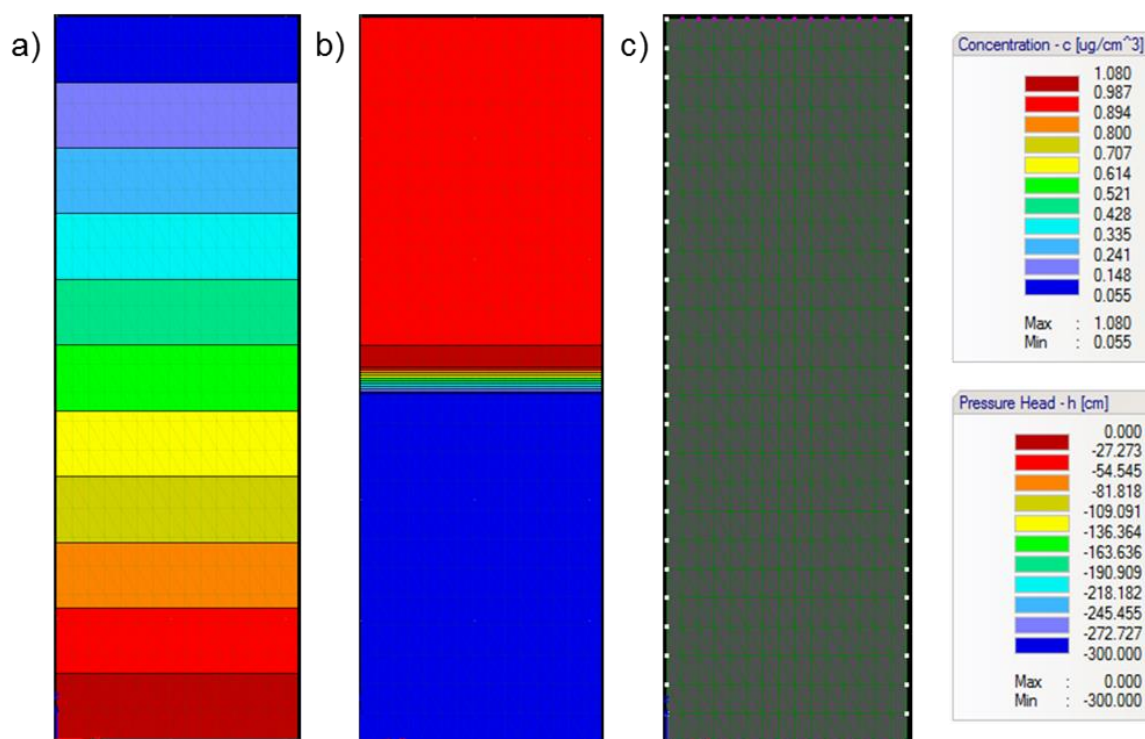 a)
b)
c)
Concentration - c [ug/cm^3]
1.080
0.987
0.894
0.800
0.707
0.614
0.521
0.428
0.335
0.241
0.148
0.055
Max : 1.080
Min : 0.055
Pressure Head - h [cm]
0.000
-27.273
-54.545
-81.818
-109.091
-136.364
-163.636
-190.909
-218.182
-245.455
-272.727
-300.000
Max : 0.000
Min : -300.000